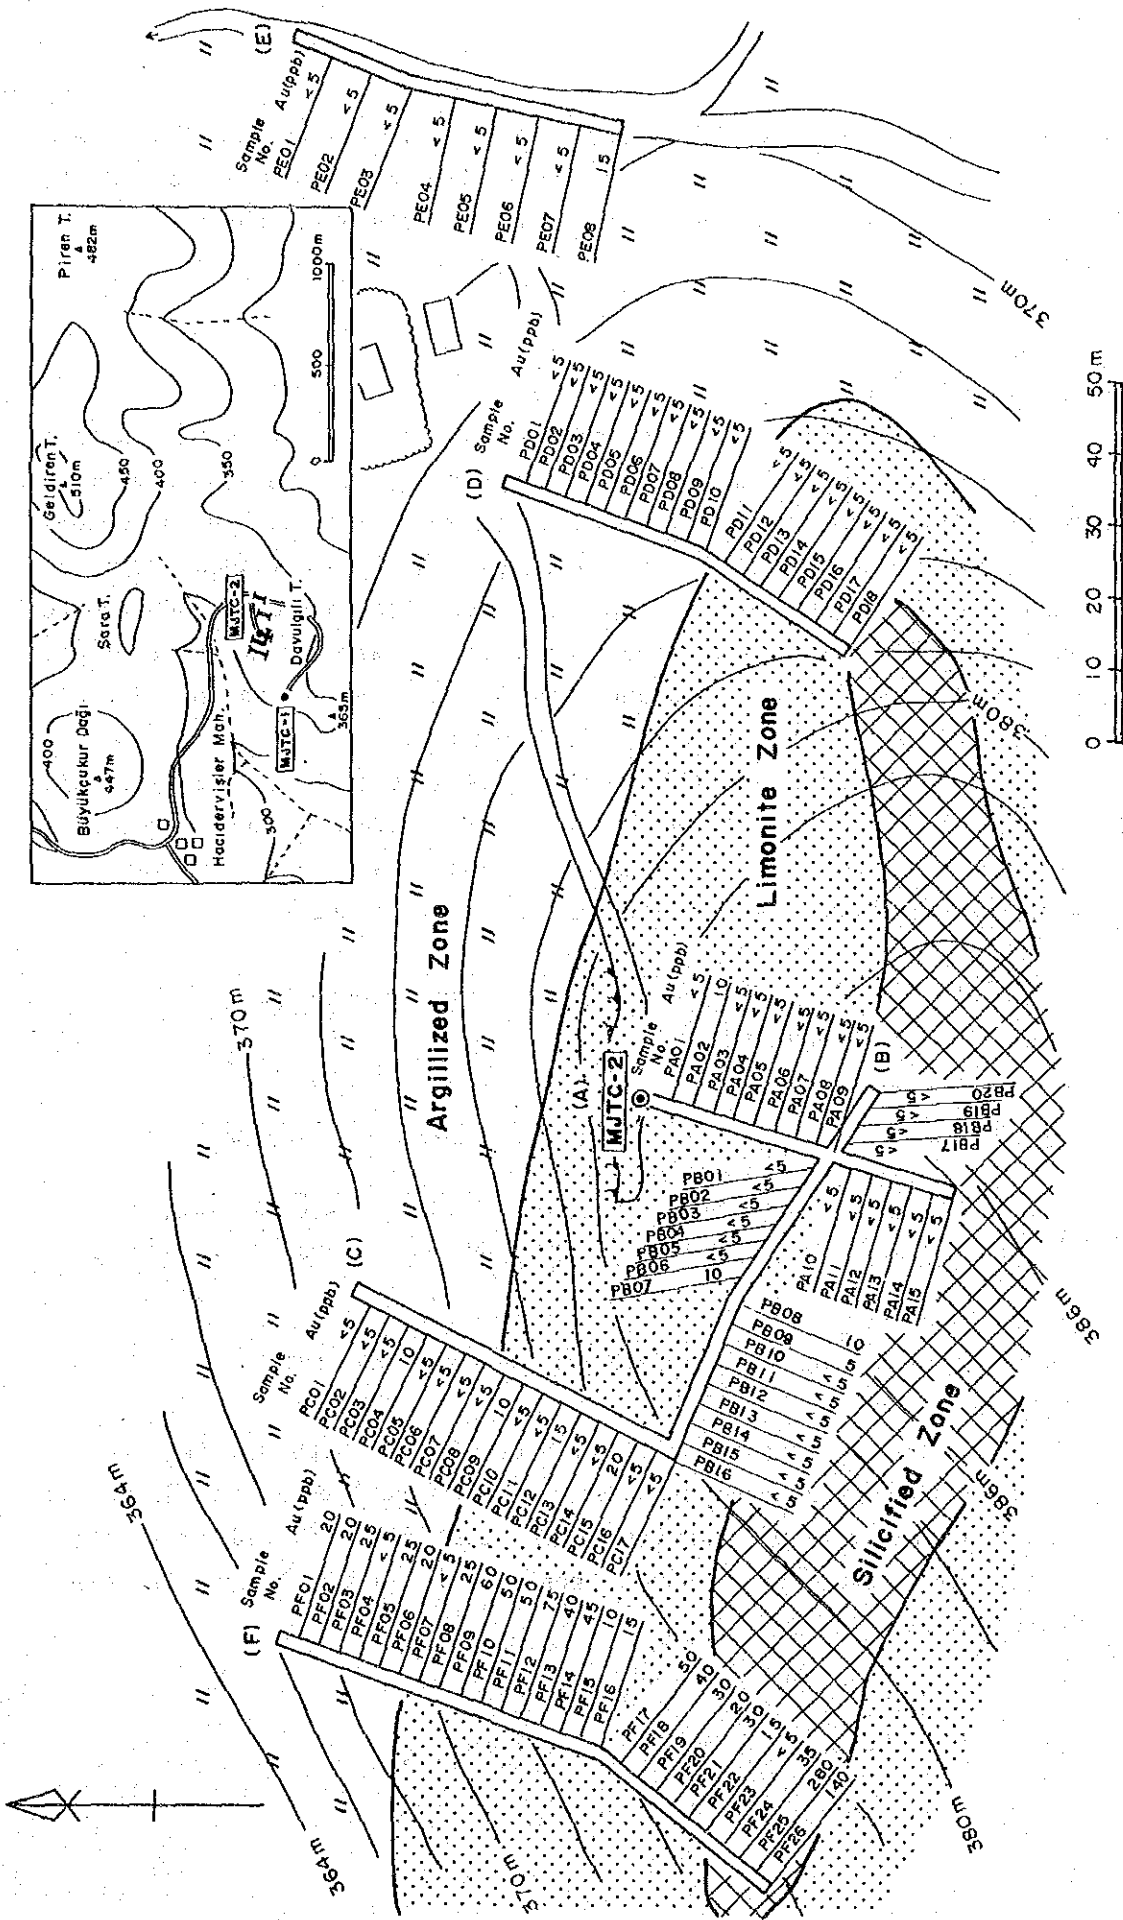 Piren T.
482m
Geldiren T.
510m
450
400
350
Sara T.
Büyükçukur Dağı
447m
400
Hacıdervişler Mah.
300
MJTC-2
MJTC-1
Davulgili T.
365m
0 500 1000m
(E)
Sample No. Au(ppb)
PE01 <5
PE02 <5
PE03 <5
PE04 <5
PE05 <5
PE06 <5
PE07 <5
PE08 15
(D)
Sample No. Au(ppb)
PD01 <5
PD02 <5
PD03 <5
PD04 <5
PD05 <5
PD06 <5
PD07 <5
PD08 <5
PD09 <5
PD10 <5
PD11 <5
PD12 <5
PD13 <5
PD14 <5
PD15 <5
PD16 <5
PD17 <5
PD18 <5
370m
380m
Argillized Zone
Limonite Zone
Silicified Zone
(A)
MJTC-2
Sample No. Au(ppb)
PA01 <5
PA02 10
PA03 <5
PA04 <5
PA05 <5
PA06 <5
PA07 <5
PA08 <5
PA09 <5
PA10 <5
PA11 <5
PA12 <5
PA13 <5
PA14 <5
PA15 <5
(B)
PB01 <5
PB02 <5
PB03 <5
PB04 <5
PB05 <5
PB06 <5
PB07 10
PB08 10
PB09 5
PB10 <5
PB11 <5
PB12 <5
PB13 <5
PB14 <5
PB15 <5
PB16 <5
PB17 <5
PB18 <5
PB19 <5
PB20 <5
(C)
Sample No. Au(ppb)
PC01 <5
PC02 <5
PC03 <5
PC04 10
PC05 <5
PC06 <5
PC07 <5
PC08 <5
PC09 10
PC10 <5
PC11 <5
PC12 15
PC13 <5
PC14 <5
PC15 20
PC16 <5
PC17 <5
(F)
Sample No. Au(ppb)
PF01 20
PF02 20
PF03 25
PF04 <5
PF05 25
PF06 20
PF07 <5
PF08 25
PF09 60
PF10 50
PF11 50
PF12 75
PF13 40
PF14 45
PF15 10
PF16 15
PF17 50
PF18 40
PF19 30
PF20 20
PF21 30
PF22 15
PF23 <5
PF24 35
PF25 280
PF26 140
370m
364m
364m
370m
380m
386m
386m
0 10 20 30 40 50m